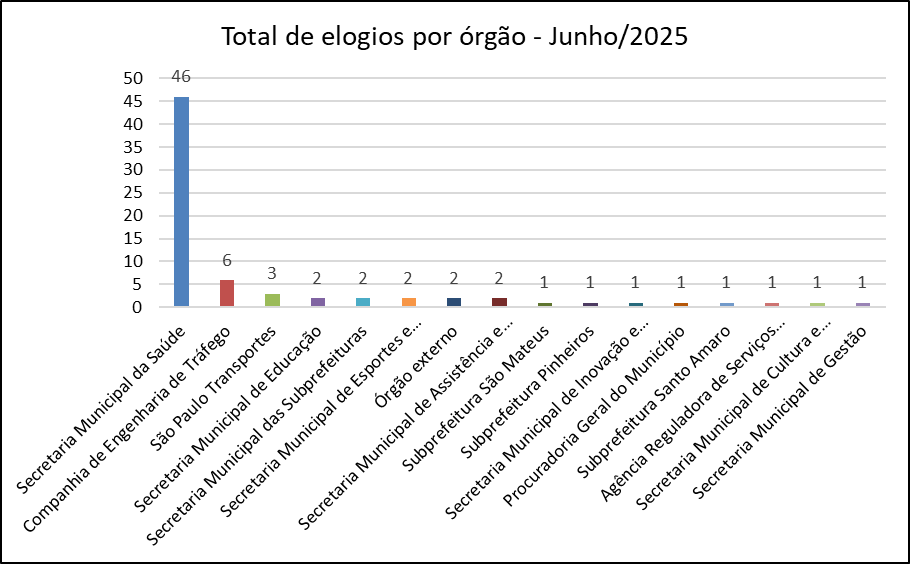 Total de elogios por órgão - Junho/2025
50
45
40
35
30
25
20
15
10
5
0
46
6
3
2
2
2
2
2
1
1
1
1
1
1
1
1
Secretaria Municipal da Saúde
Companhia de Engenharia de Tráfego
São Paulo Transportes
Secretaria Municipal de Educação
Secretaria Municipal das Subprefeituras
Secretaria Municipal de Esportes e...
Órgão externo
Secretaria Municipal de Assistência e...
Subprefeitura São Mateus
Subprefeitura Pinheiros
Secretaria Municipal de Inovação e...
Procuradoria Geral do Município
Subprefeitura Santo Amaro
Agência Reguladora de Serviços...
Secretaria Municipal de Cultura e...
Secretaria Municipal de Gestão